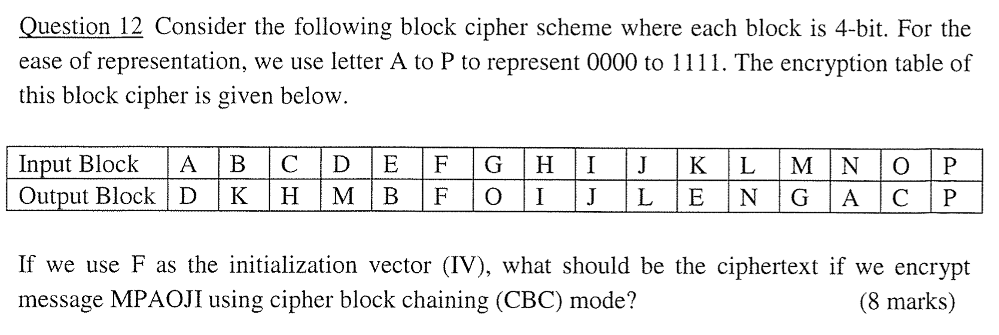 Question 12 Consider the following block cipher scheme where each block is 4-bit. For the
ease of representation, we use letter A to P to represent 0000 to 1111. The encryption table of
this block cipher is given below.
Input Block A B C D E F G H I J K L M N O P
Output Block D K H M B F O I J L E N G A C P
If we use F as the initialization vector (IV), what should be the ciphertext if we encrypt
message MPAOJI using cipher block chaining (CBC) mode? (8 marks)